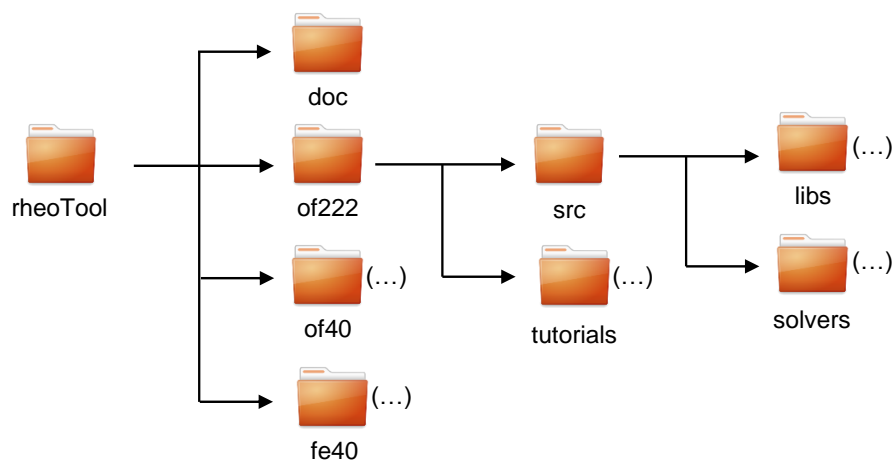 doc
rheoTool
of222
src
libs
(...)
of40
(...)
tutorials
(...)
solvers
(...)
fe40
(...)